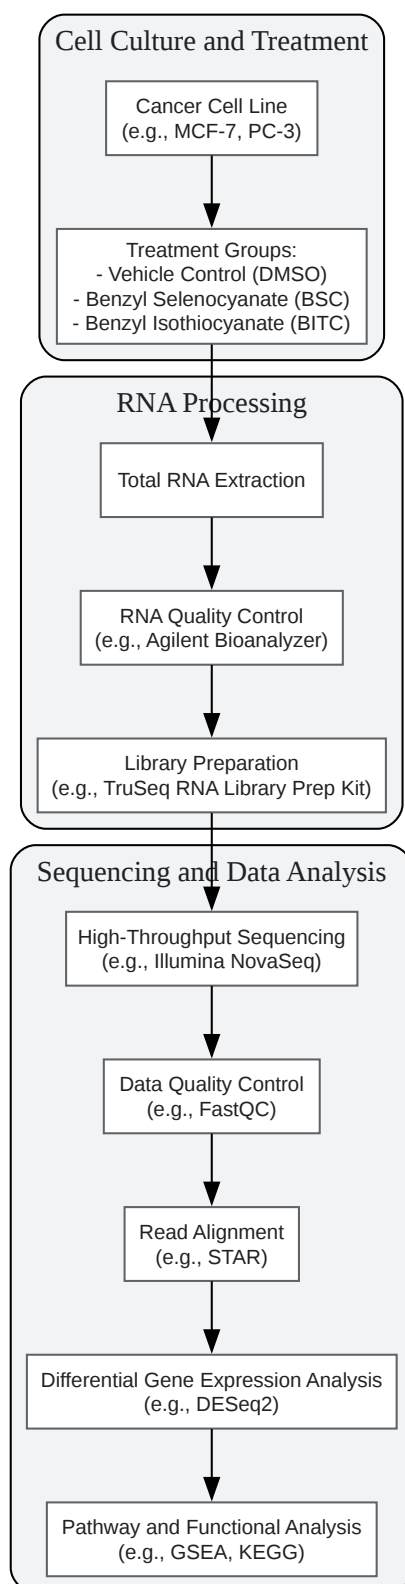 Cell Culture and Treatment
Cancer Cell Line
(e.g., MCF-7, PC-3)
Treatment Groups:
- Vehicle Control (DMSO)
- Benzyl Selenocyanate (BSC)
- Benzyl Isothiocyanate (BITC)
RNA Processing
Total RNA Extraction
RNA Quality Control
(e.g., Agilent Bioanalyzer)
Library Preparation
(e.g., TruSeq RNA Library Prep Kit)
Sequencing and Data Analysis
High-Throughput Sequencing
(e.g., Illumina NovaSeq)
Data Quality Control
(e.g., FastQC)
Read Alignment
(e.g., STAR)
Differential Gene Expression Analysis
(e.g., DESeq2)
Pathway and Functional Analysis
(e.g., GSEA, KEGG)